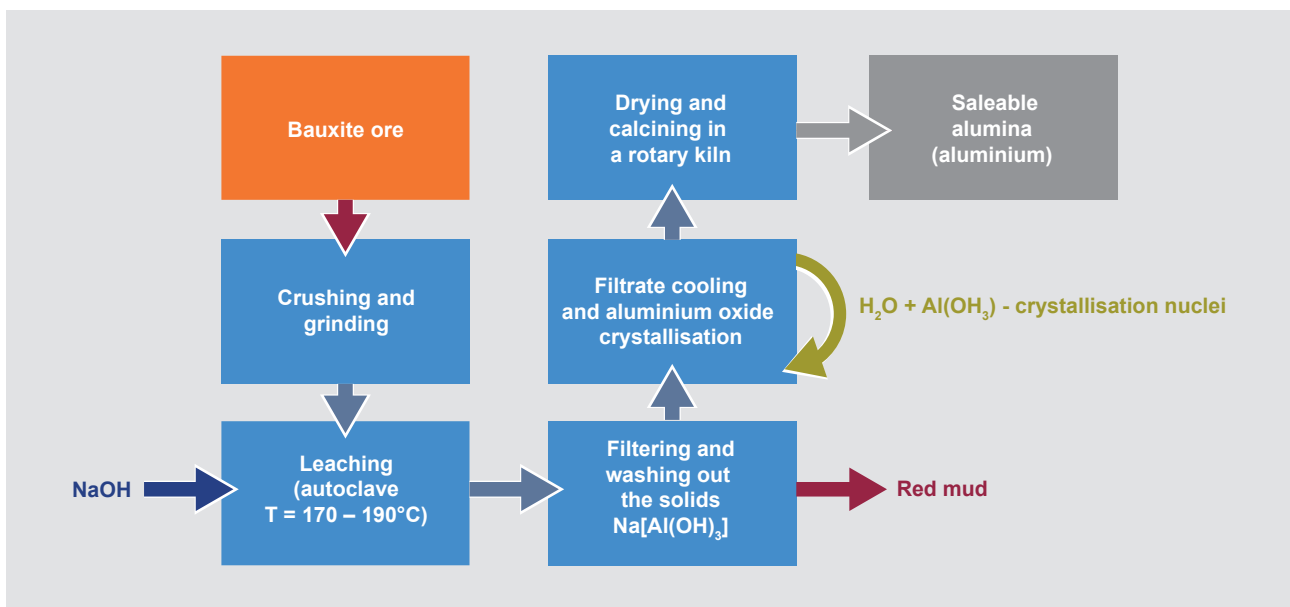 Bauxite ore
Crushing and
grinding
NaOH
Leaching
(autoclave
T = 170 – 190°C)
Filtering and
washing out
the solids
Na[Al(OH)₃]
Red mud
Filtrate cooling
and aluminium oxide
crystallisation
H₂O + Al(OH₃) - crystallisation nuclei
Drying and
calcining in
a rotary kiln
Saleable
alumina
(aluminium)